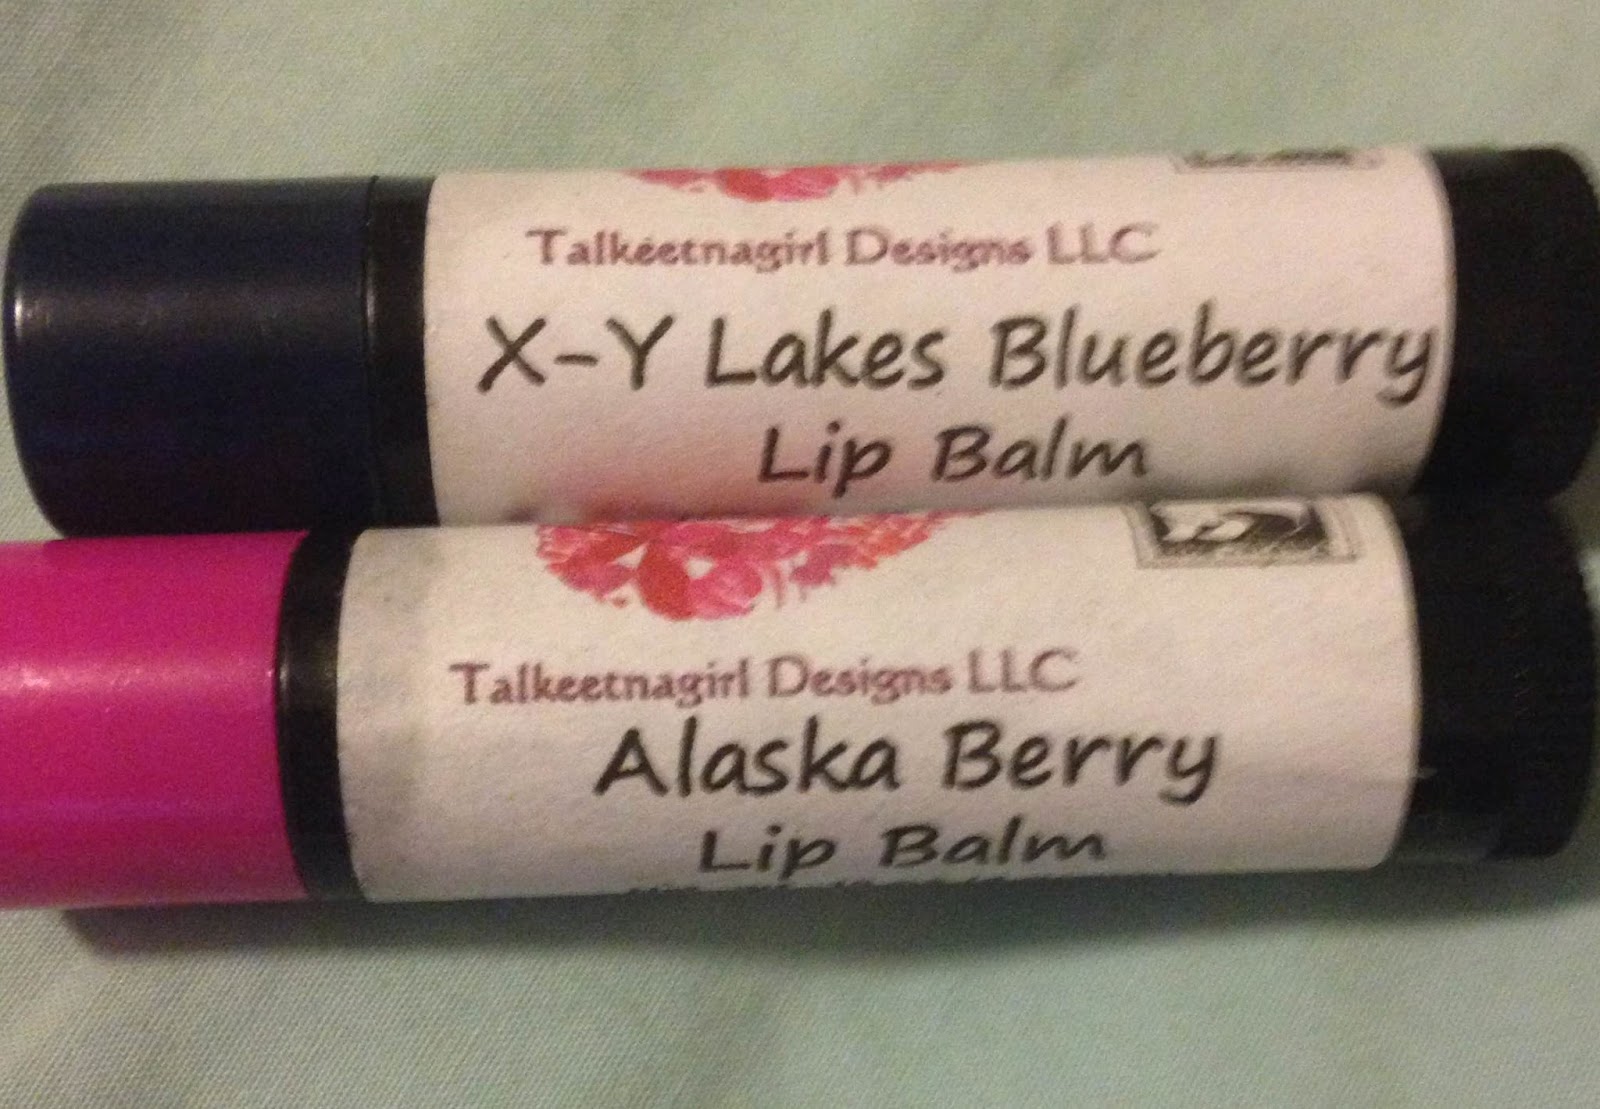 Talkeetnagirl Designs LLC
X-Y Lakes Blueberry
Lip Balm
Talkeetnagirl Designs LLC
Alaska Berry
Lip Balm